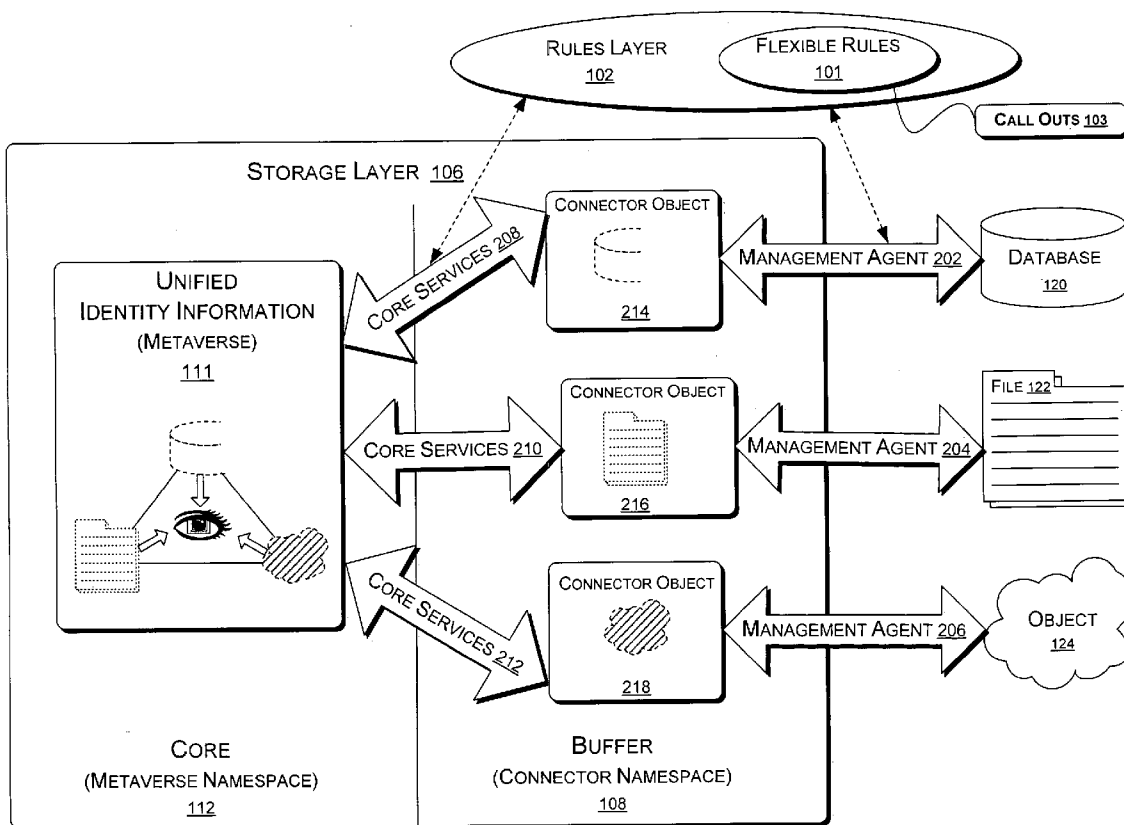 RULES LAYER
102
FLEXIBLE RULES
101
CALL OUTS 103
STORAGE LAYER 106
UNIFIED
IDENTITY INFORMATION
(METAVERSE)
111
CORE SERVICES 208
CONNECTOR OBJECT
214
MANAGEMENT AGENT 202
DATABASE
120
CORE SERVICES 210
CONNECTOR OBJECT
216
MANAGEMENT AGENT 204
FILE 122
CORE SERVICES 212
CONNECTOR OBJECT
218
MANAGEMENT AGENT 206
OBJECT
124
CORE
(METAVERSE NAMESPACE)
112
BUFFER
(CONNECTOR NAMESPACE)
108